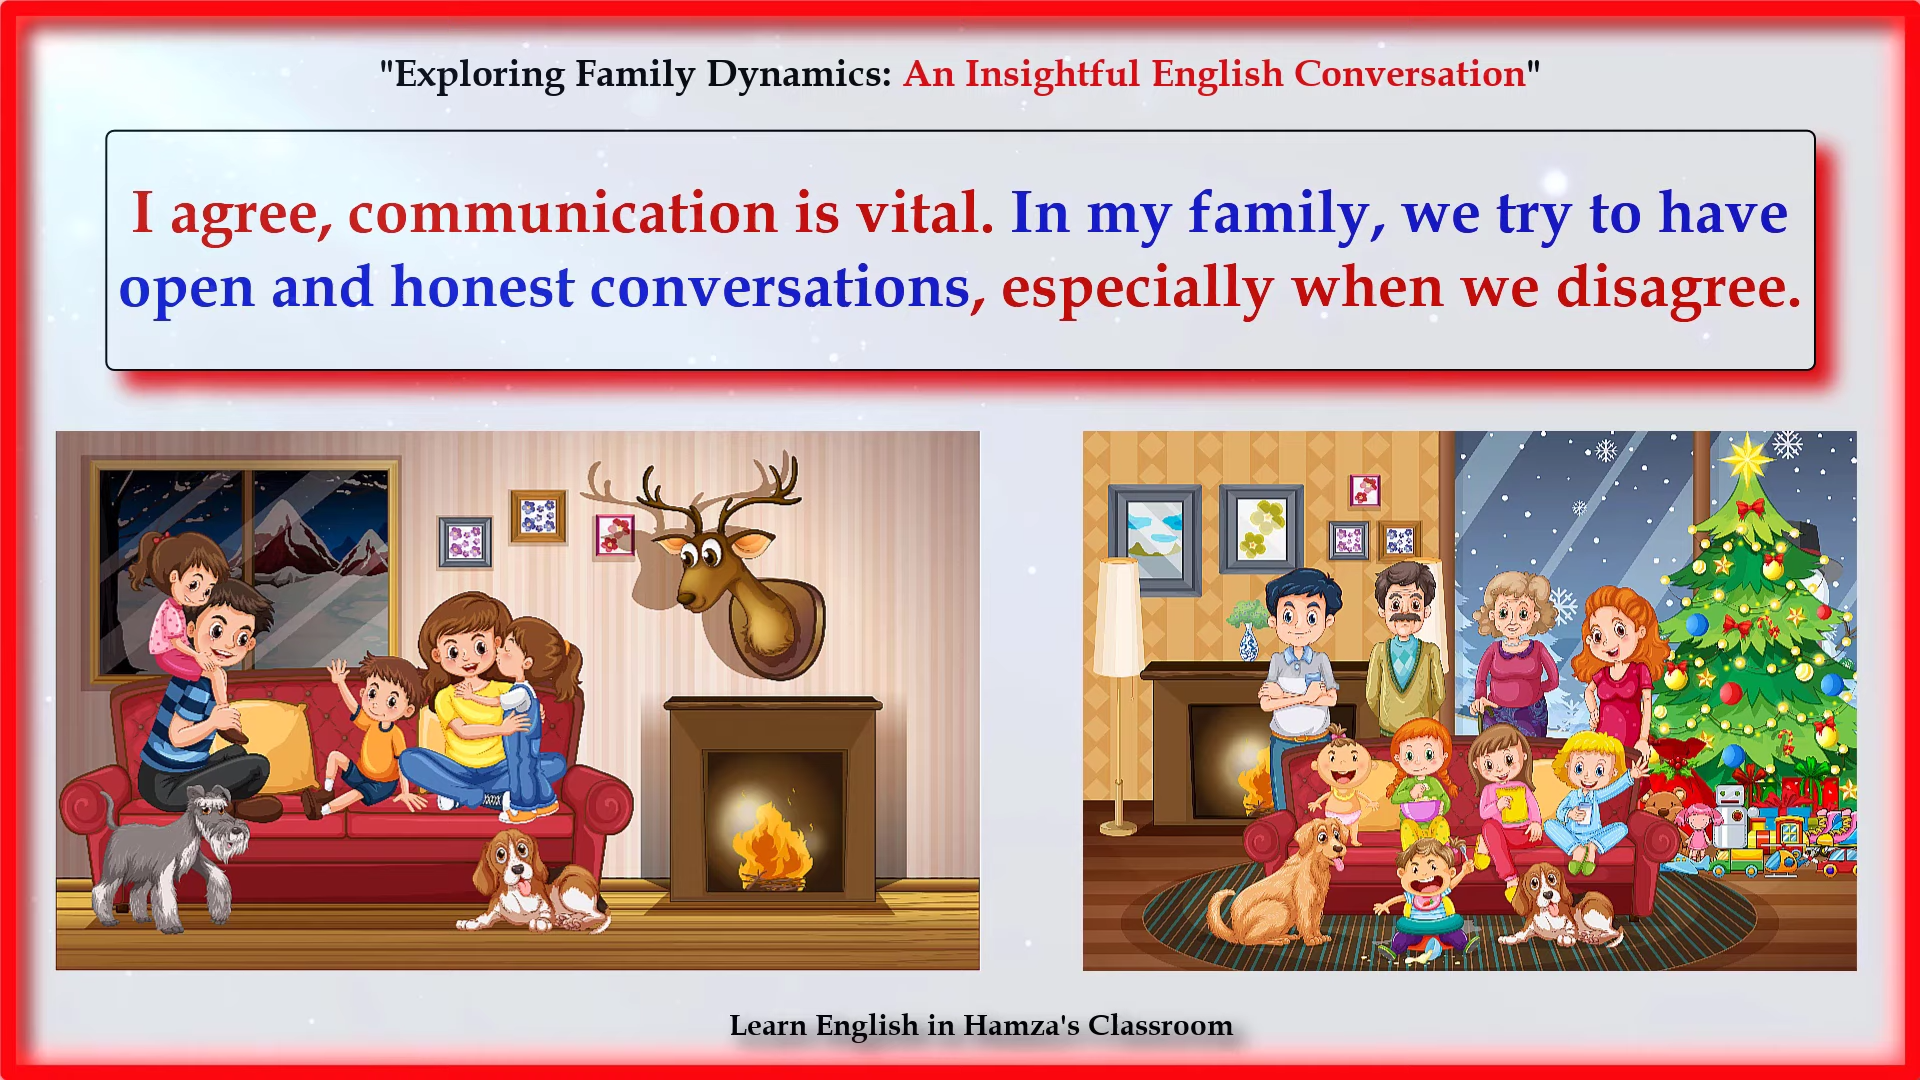 "Exploring Family Dynamics: An Insightful English Conversation"
I agree, communication is vital. In my family, we try to have
open and honest conversations, especially when we disagree.
Learn English in Hamza's Classroom